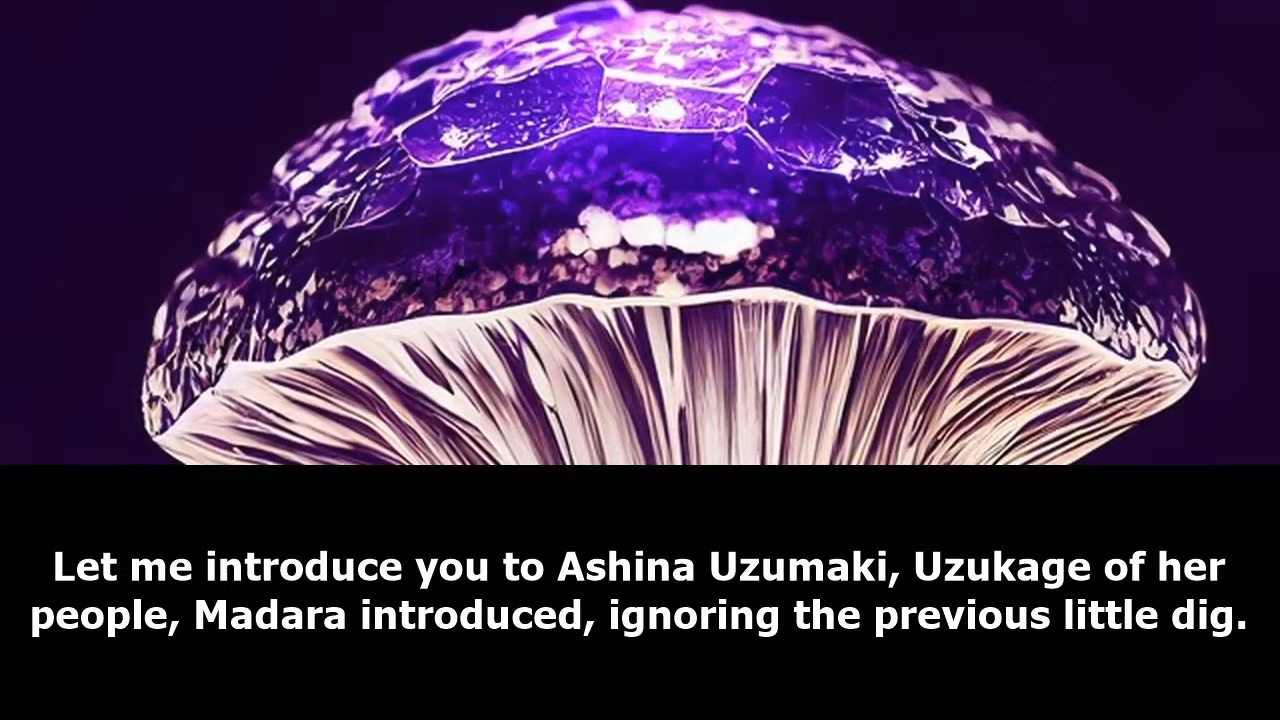 Let me introduce you to Ashina Uzumaki, Uzukage of her
people, Madara introduced, ignoring the previous little dig.